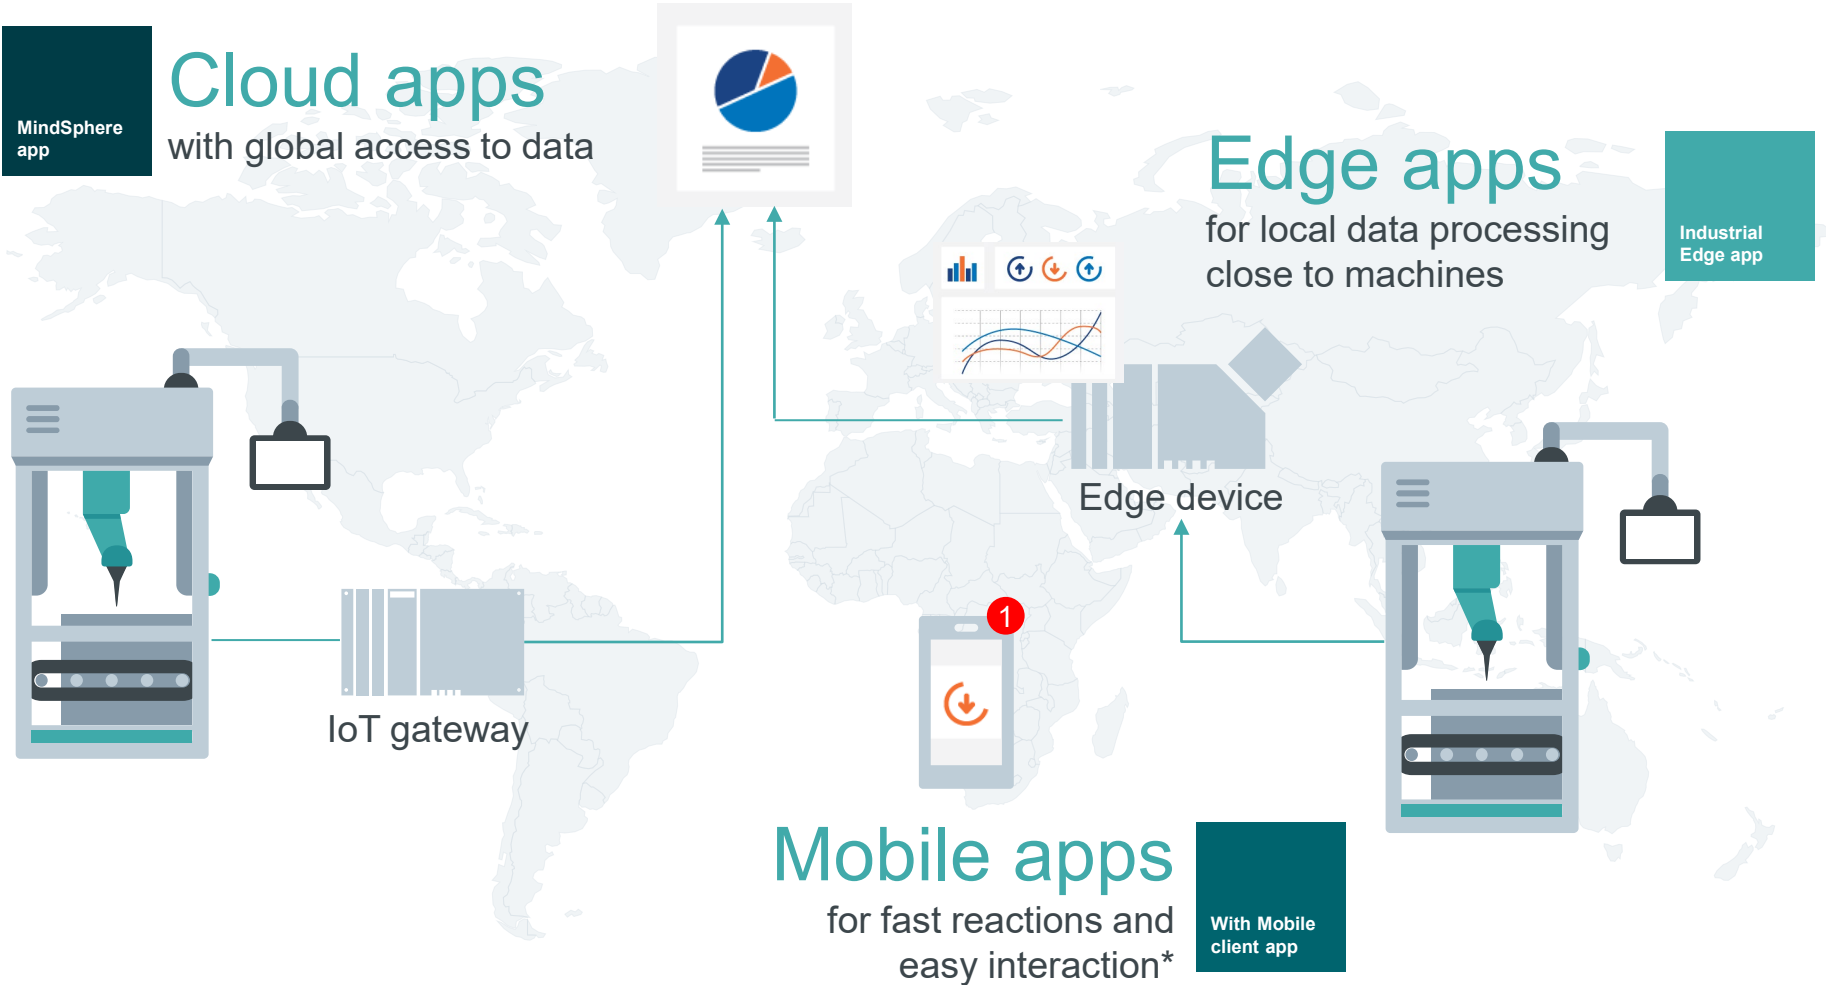 MindSphere
app
Cloud apps
with global access to data
Edge apps
for local data processing
close to machines
Industrial
Edge app
Edge device
IoT gateway
1
Mobile apps
for fast reactions and
easy interaction*
With Mobile
client app